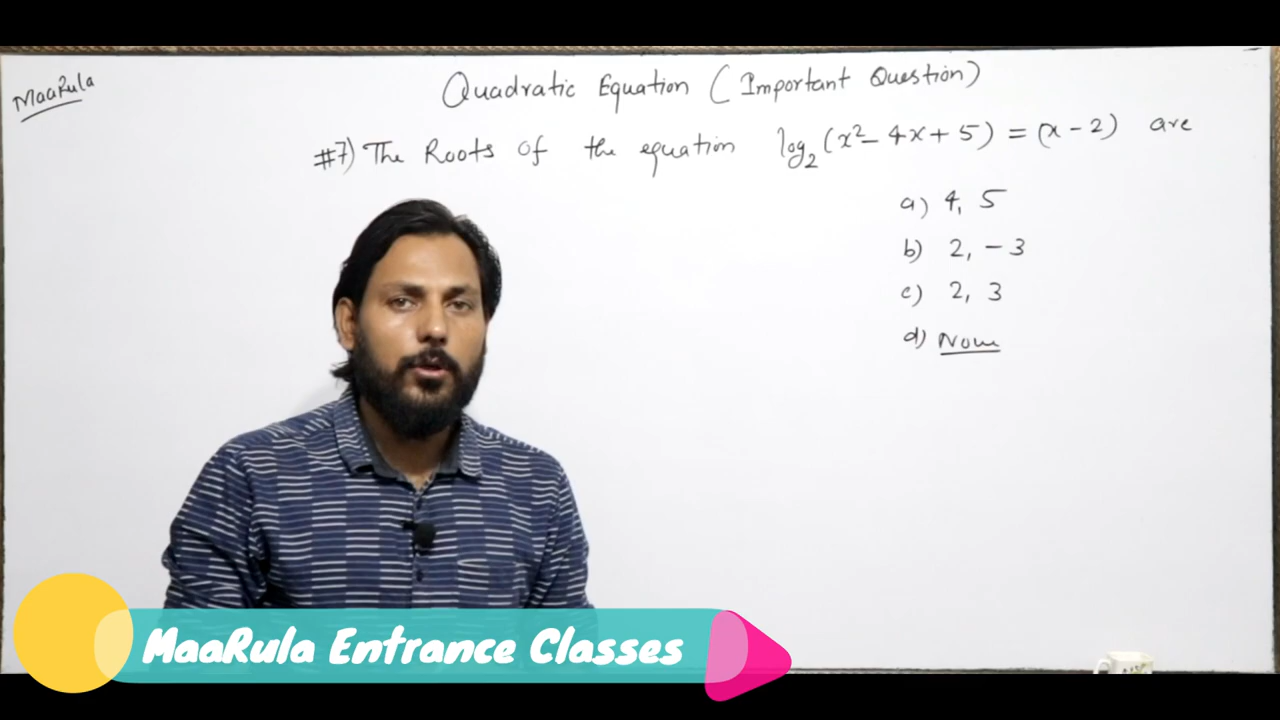 MaaRula
Quadratic Equation (Important Question)
#7) The Roots of the equation log₂(x²- 4x + 5) = (x - 2) are
a) 4, 5
b) 2, - 3
c) 2, 3
d)
MaaRula Entrance Classes